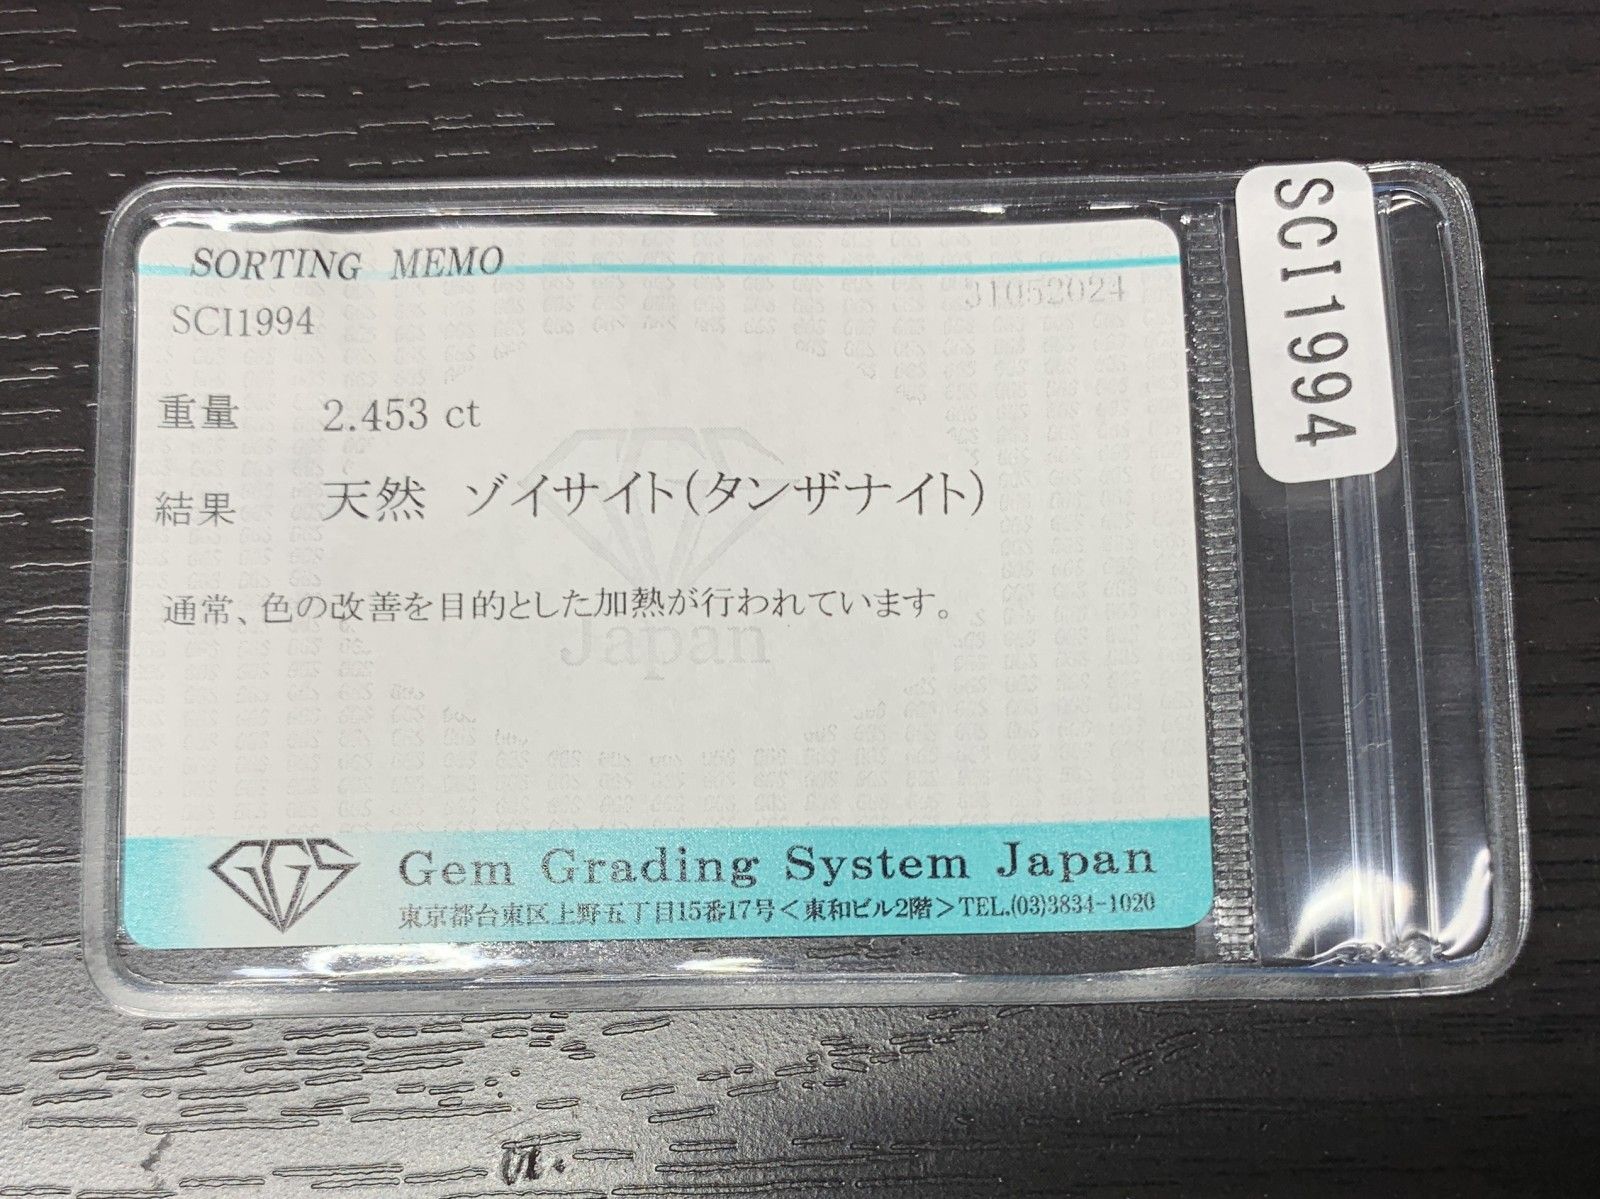 SORTING MEMO
31052024
SCI1994
重量 2.453 ct
結果 天然 ゾイサイト(タンザナイト)
通常、色の改善を目的とした加熱が行われています。
Japan
GGS Gem Grading System Japan
東京都台東区上野五丁目15番17号<東和ビル2階>TEL.(03)3834-1020
SCI1994